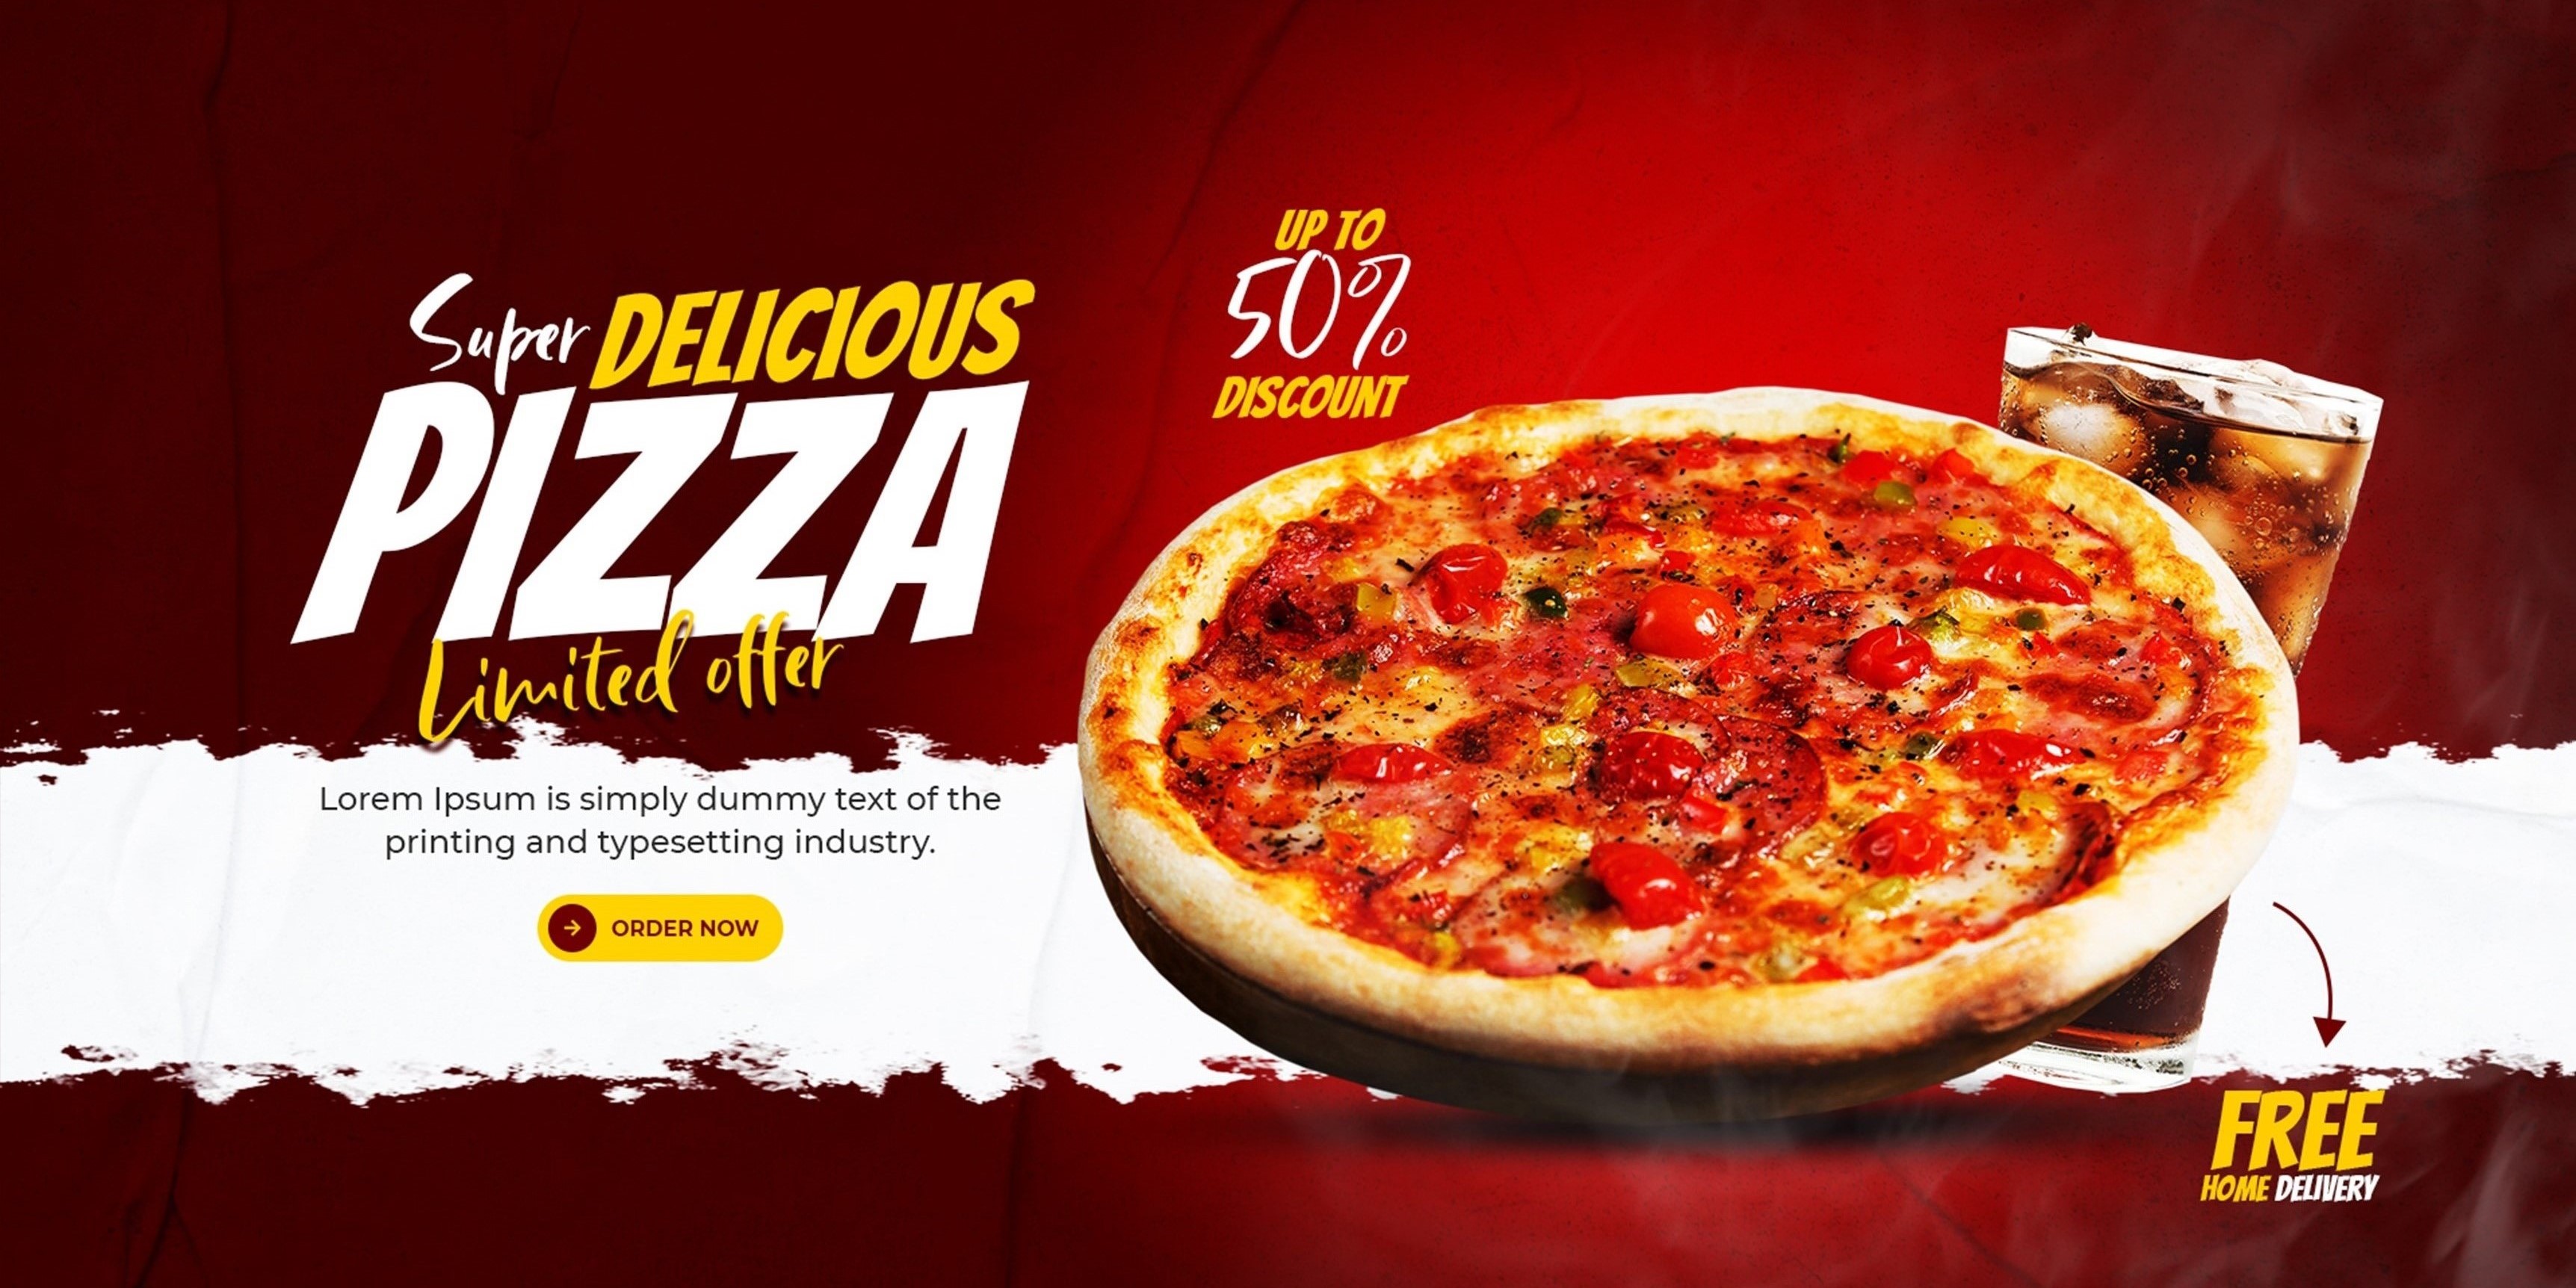 Super DELICIOUS
PIZZA
Limited offer
Lorem Ipsum is simply dummy text of the
printing and typesetting industry.
ORDER NOW
UP TO
50%
DISCOUNT
FREE
HOME DELIVERY